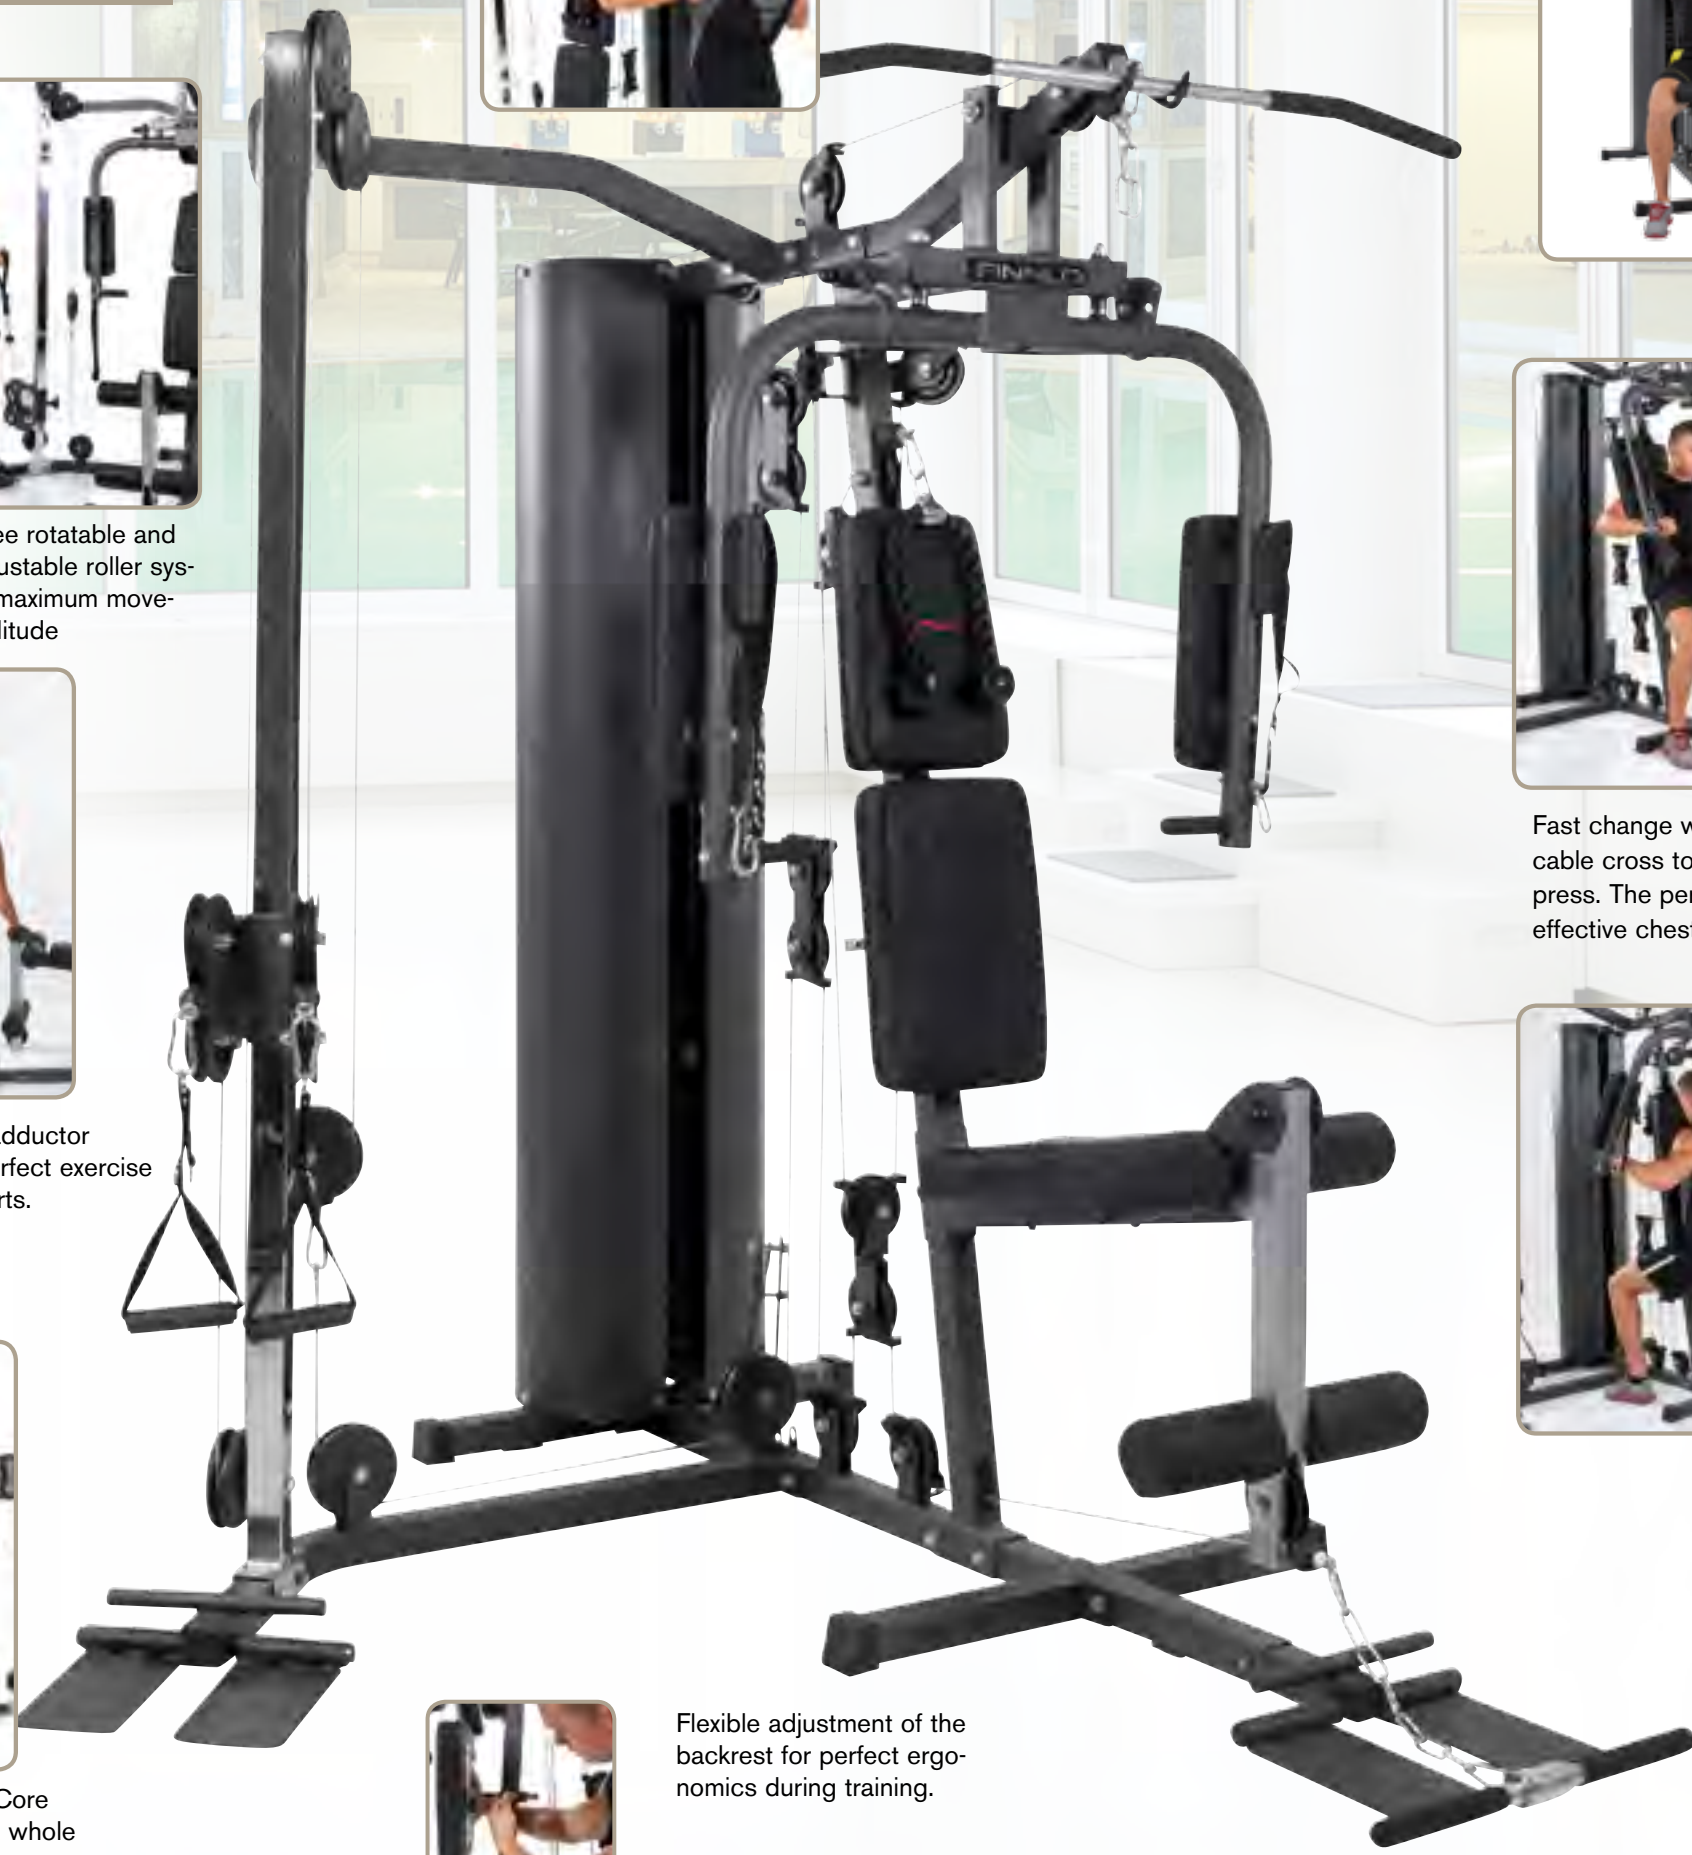 FINNLO
ee rotatable and
ustable roller sys-
maximum move-
litude
Fast change w
cable cross to
press. The per
effective chest
dductor
rfect exercise
rts.
Flexible adjustment of the
backrest for perfect ergo-
nomics during training.
Core
whole